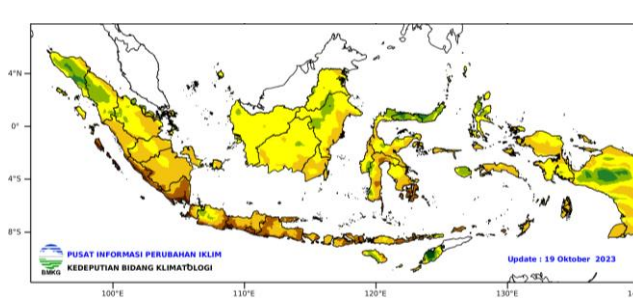 4°N
0°
4°S
8°S
PUSAT INFORMASI PERUBAHAN IKLIM
BMKG
KEDEPUTIAN BIDANG KLIMATOLOGI
Update : 19 Oktober 2023
100°E
110°E
120°E
130°E